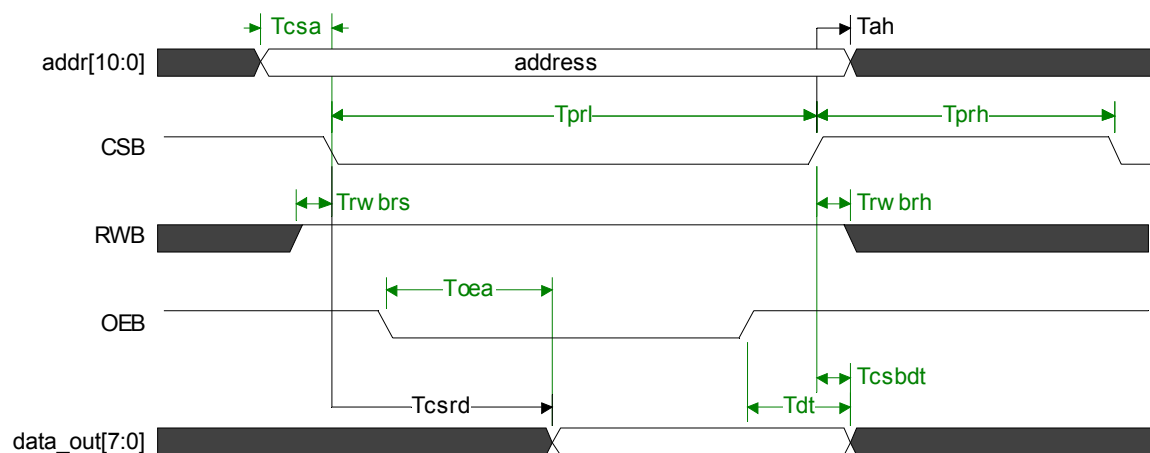 Tcsa
Tah
addr[10:0]
address
Tprl
Tprh
CSB
Trw brs
Trw brh
RWB
Toea
OEB
Tcsbdt
Tcsrd
Tdt
data_out[7:0]